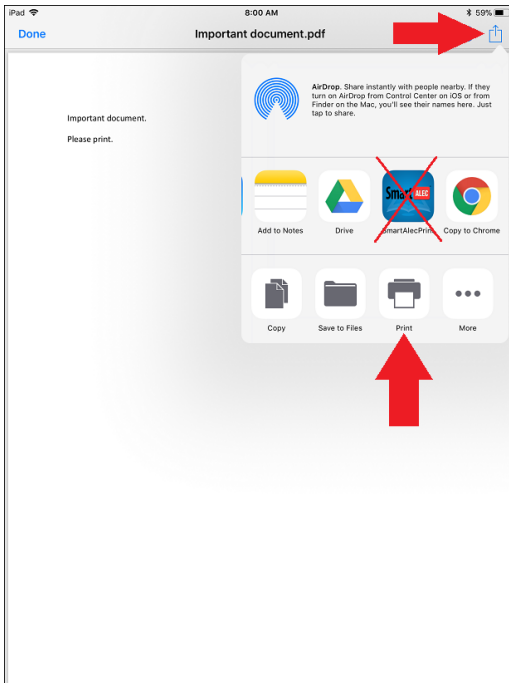 iPad 8:00 AM 59%
Done Important document.pdf
AirDrop. Share instantly with people nearby. If they
turn on AirDrop from Control Center on iOS or from
Finder on the Mac, you'll see their names here. Just
tap to share.
Important document.
Please print.
Smart ALEC
Add to Notes Drive SmartAlecPrint Copy to Chrome
Copy Save to Files Print More